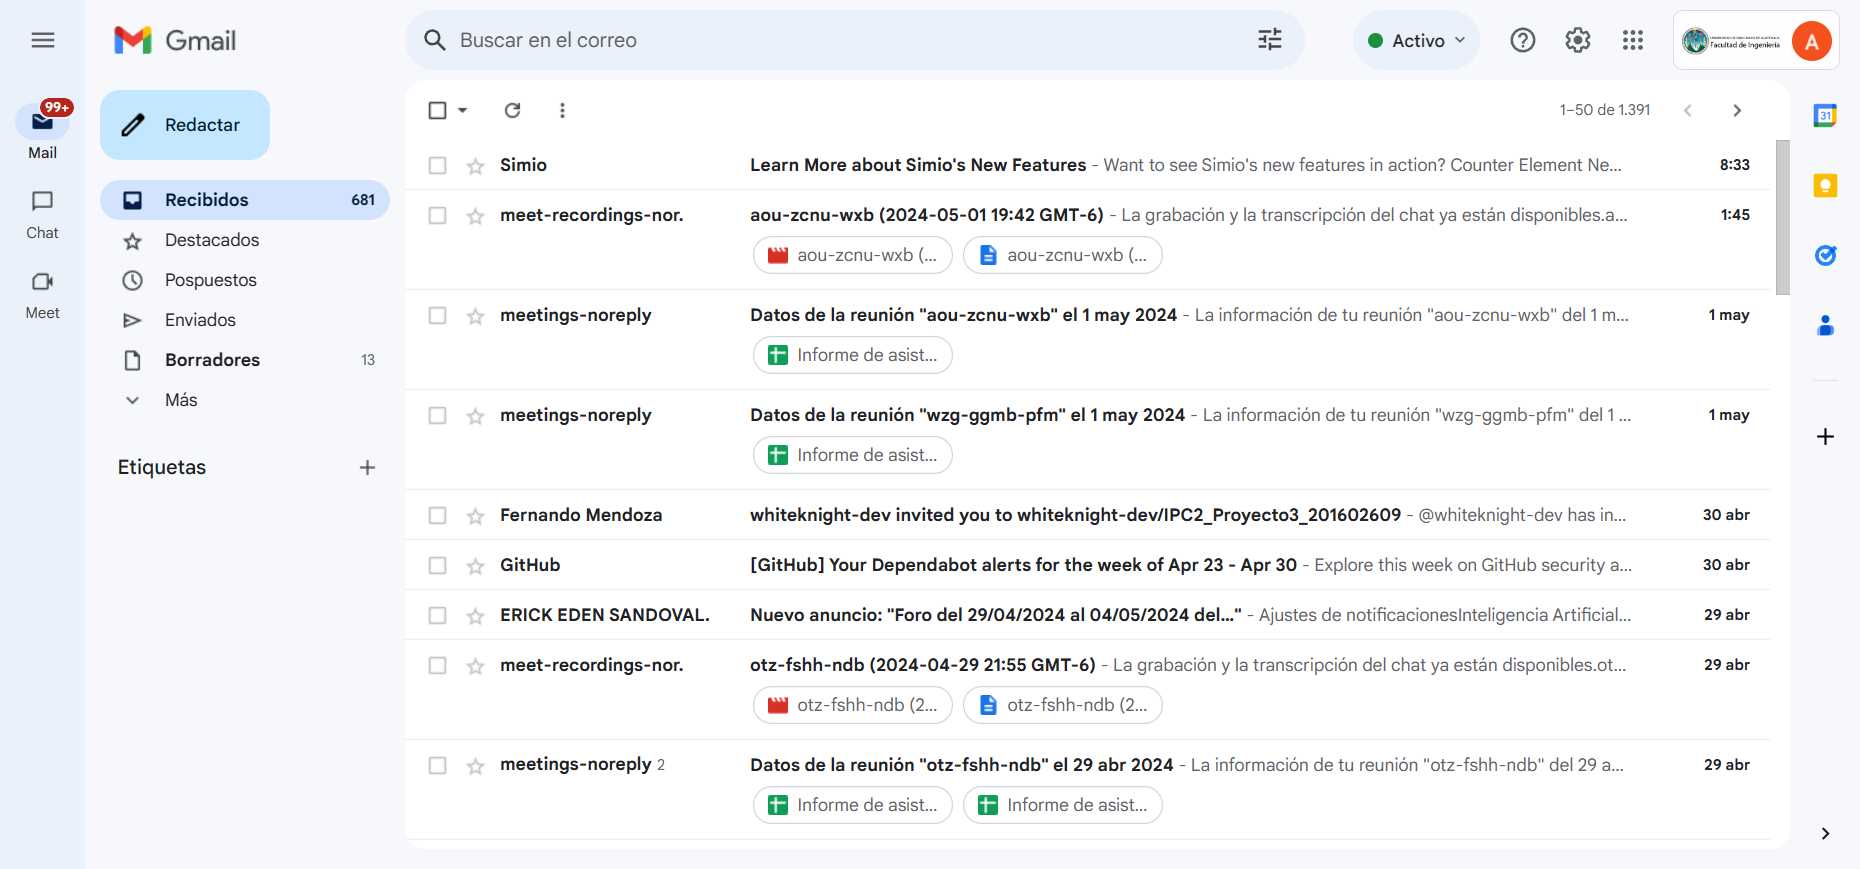 Gmail
Buscar en el correo
Activo
Facultad de Ingeniería
A
99+
Mail
Chat
Meet
Redactar
Recibidos 681
Destacados
Pospuestos
Enviados
Borradores 13
Más
Etiquetas
1–50 de 1.391
Simio Learn More about Simio's New Features - Want to see Simio's new features in action? Counter Element Ne... 8:33
meet-recordings-nor. aou-zcnu-wxb (2024-05-01 19:42 GMT-6) - La grabación y la transcripción del chat ya están disponibles.a... 1:45
aou-zcnu-wxb (... aou-zcnu-wxb (...
meetings-noreply Datos de la reunión "aou-zcnu-wxb" el 1 may 2024 - La información de tu reunión "aou-zcnu-wxb" del 1 m... 1 may
Informe de asist...
meetings-noreply Datos de la reunión "wzg-ggmb-pfm" el 1 may 2024 - La información de tu reunión "wzg-ggmb-pfm" del 1 ... 1 may
Informe de asist...
Fernando Mendoza whiteknight-dev invited you to whiteknight-dev/IPC2_Proyecto3_201602609 - @whiteknight-dev has in... 30 abr
GitHub [GitHub] Your Dependabot alerts for the week of Apr 23 - Apr 30 - Explore this week on GitHub security a... 30 abr
ERICK EDEN SANDOVAL. Nuevo anuncio: "Foro del 29/04/2024 al 04/05/2024 del..." - Ajustes de notificacionesInteligencia Artificial... 29 abr
meet-recordings-nor. otz-fshh-ndb (2024-04-29 21:55 GMT-6) - La grabación y la transcripción del chat ya están disponibles.ot... 29 abr
otz-fshh-ndb (2... otz-fshh-ndb (2...
meetings-noreply 2 Datos de la reunión "otz-fshh-ndb" el 29 abr 2024 - La información de tu reunión "otz-fshh-ndb" del 29 a... 29 abr
Informe de asist... Informe de asist...
31